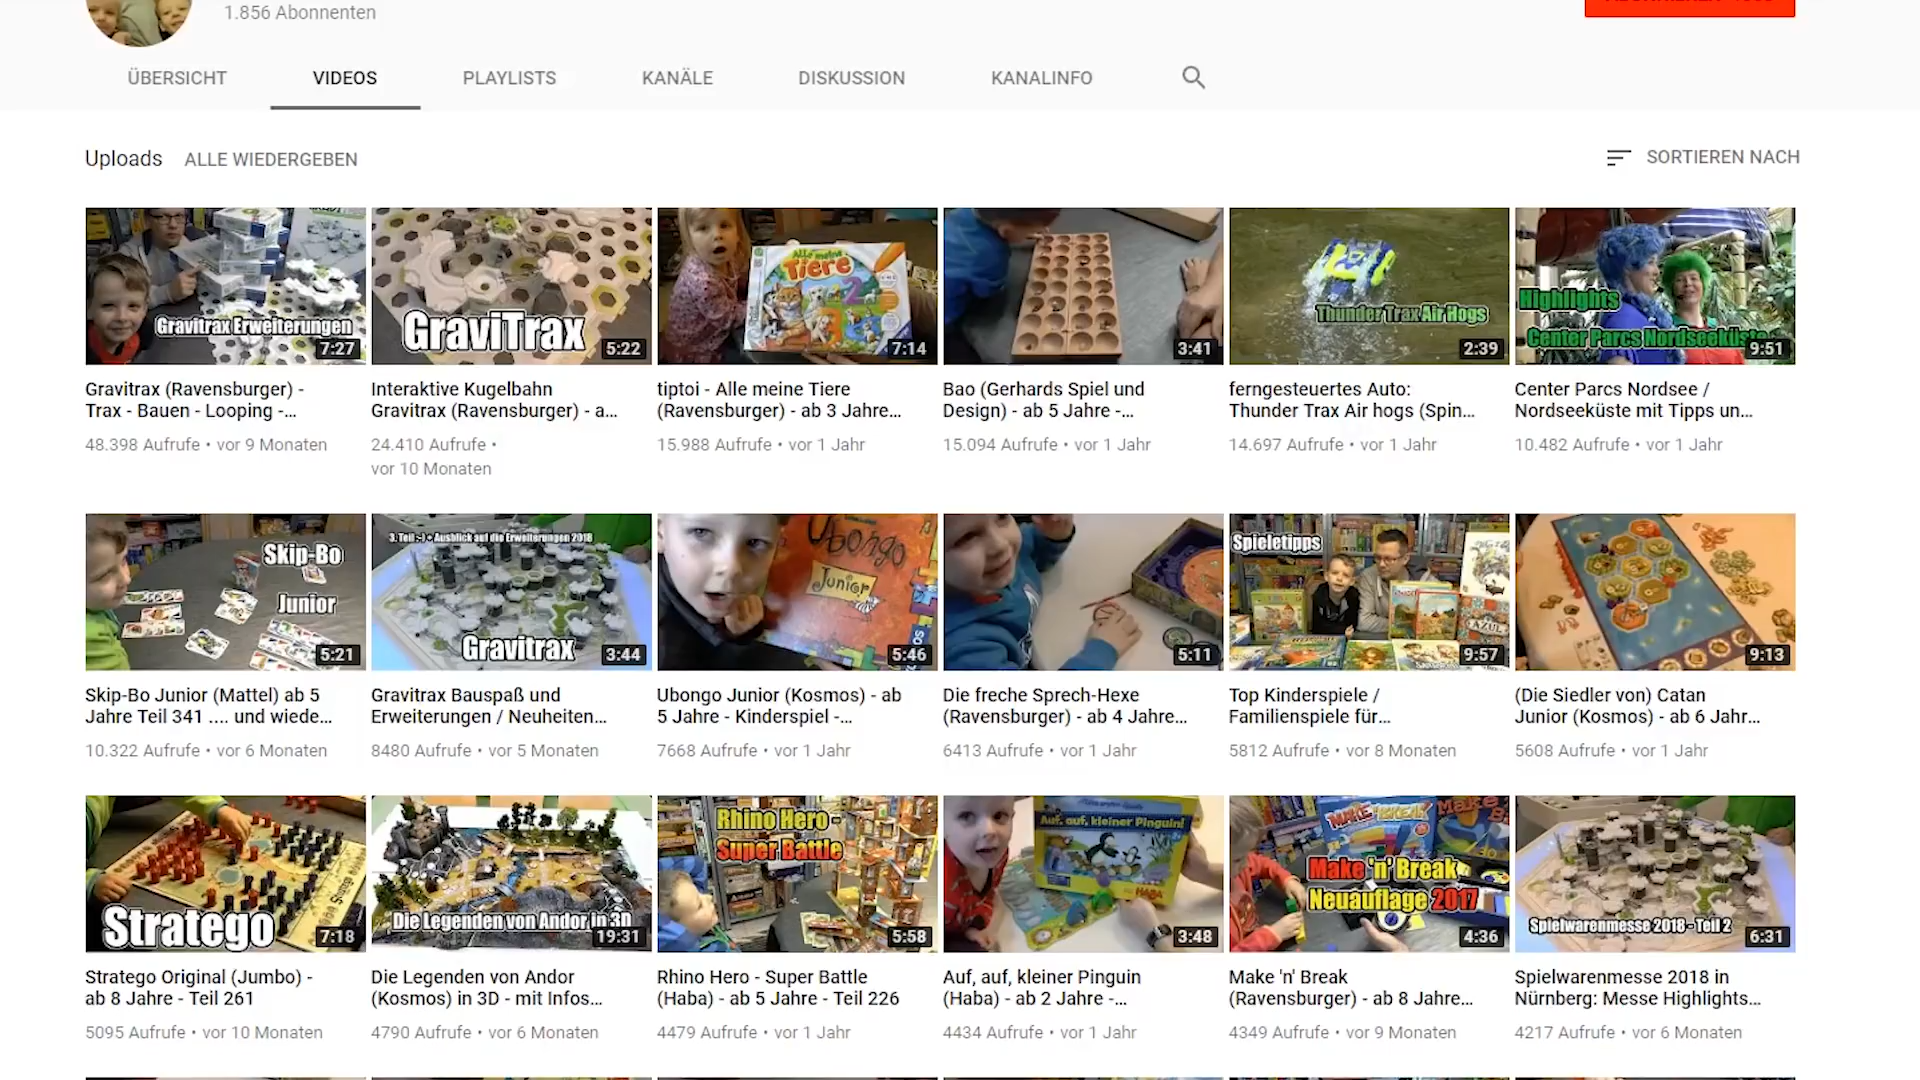 1.856 Abonnenten
ÜBERSICHT
VIDEOS
PLAYLISTS
KANÄLE
DISKUSSION
KANALINFO
Uploads
ALLE WIEDERGEBEN
SORTIEREN NACH
Gravitrax Erweiterungen
7:27
GraviTrax
5:22
Alle meine
Tiere
7:14
3:41
Thunder Trax Air Hogs
2:39
Highlights
Center Parcs Nordseeküste
9:51
Gravitrax (Ravensburger) -
Trax - Bauen - Looping -...
48.398 Aufrufe • vor 9 Monaten
Interaktive Kugelbahn
Gravitrax (Ravensburger) - a...
24.410 Aufrufe •
vor 10 Monaten
tiptoi - Alle meine Tiere
(Ravensburger) - ab 3 Jahre...
15.988 Aufrufe • vor 1 Jahr
Bao (Gerhards Spiel und
Design) - ab 5 Jahre -...
15.094 Aufrufe • vor 1 Jahr
ferngesteuertes Auto:
Thunder Trax Air hogs (Spin...
14.697 Aufrufe • vor 1 Jahr
Center Parcs Nordsee /
Nordseeküste mit Tipps un...
10.482 Aufrufe • vor 1 Jahr
Skip-Bo
Junior
5:21
3. Teil :-) + Ausblick auf die Erweiterungen 2018
Gravitrax
3:44
Ubongo
Junior
5:46
5:11
Spieletipps
AZUL
9:57
9:13
Skip-Bo Junior (Mattel) ab 5
Jahre Teil 341 .... und wiede...
10.322 Aufrufe • vor 6 Monaten
Gravitrax Bauspaß und
Erweiterungen / Neuheiten...
8480 Aufrufe • vor 5 Monaten
Ubongo Junior (Kosmos) - ab
5 Jahre - Kinderspiel -...
7668 Aufrufe • vor 1 Jahr
Die freche Sprech-Hexe
(Ravensburger) - ab 4 Jahre...
6413 Aufrufe • vor 1 Jahr
Top Kinderspiele /
Familienspiele für...
5812 Aufrufe • vor 8 Monaten
(Die Siedler von) Catan
Junior (Kosmos) - ab 6 Jahr...
5608 Aufrufe • vor 1 Jahr
Stratego
7:18
Die Legenden von Andor in 3D
19:31
Rhino Hero -
Super Battle
5:58
Auf, auf, kleiner Pinguin!
HABA
3:48
MAKE 'N' BREAK
Make 'n' Break
Neuauflage 2017
4:36
Spielwarenmesse 2018 - Teil 2
6:31
Stratego Original (Jumbo) -
ab 8 Jahre - Teil 261
5095 Aufrufe • vor 10 Monaten
Die Legenden von Andor
(Kosmos) in 3D - mit Infos...
4790 Aufrufe • vor 6 Monaten
Rhino Hero - Super Battle
(Haba) - ab 5 Jahre - Teil 226
4479 Aufrufe • vor 1 Jahr
Auf, auf, kleiner Pinguin
(Haba) - ab 2 Jahre -...
4434 Aufrufe • vor 1 Jahr
Make 'n' Break
(Ravensburger) - ab 8 Jahre...
4349 Aufrufe • vor 9 Monaten
Spielwarenmesse 2018 in
Nürnberg: Messe Highlights...
4217 Aufrufe • vor 6 Monaten